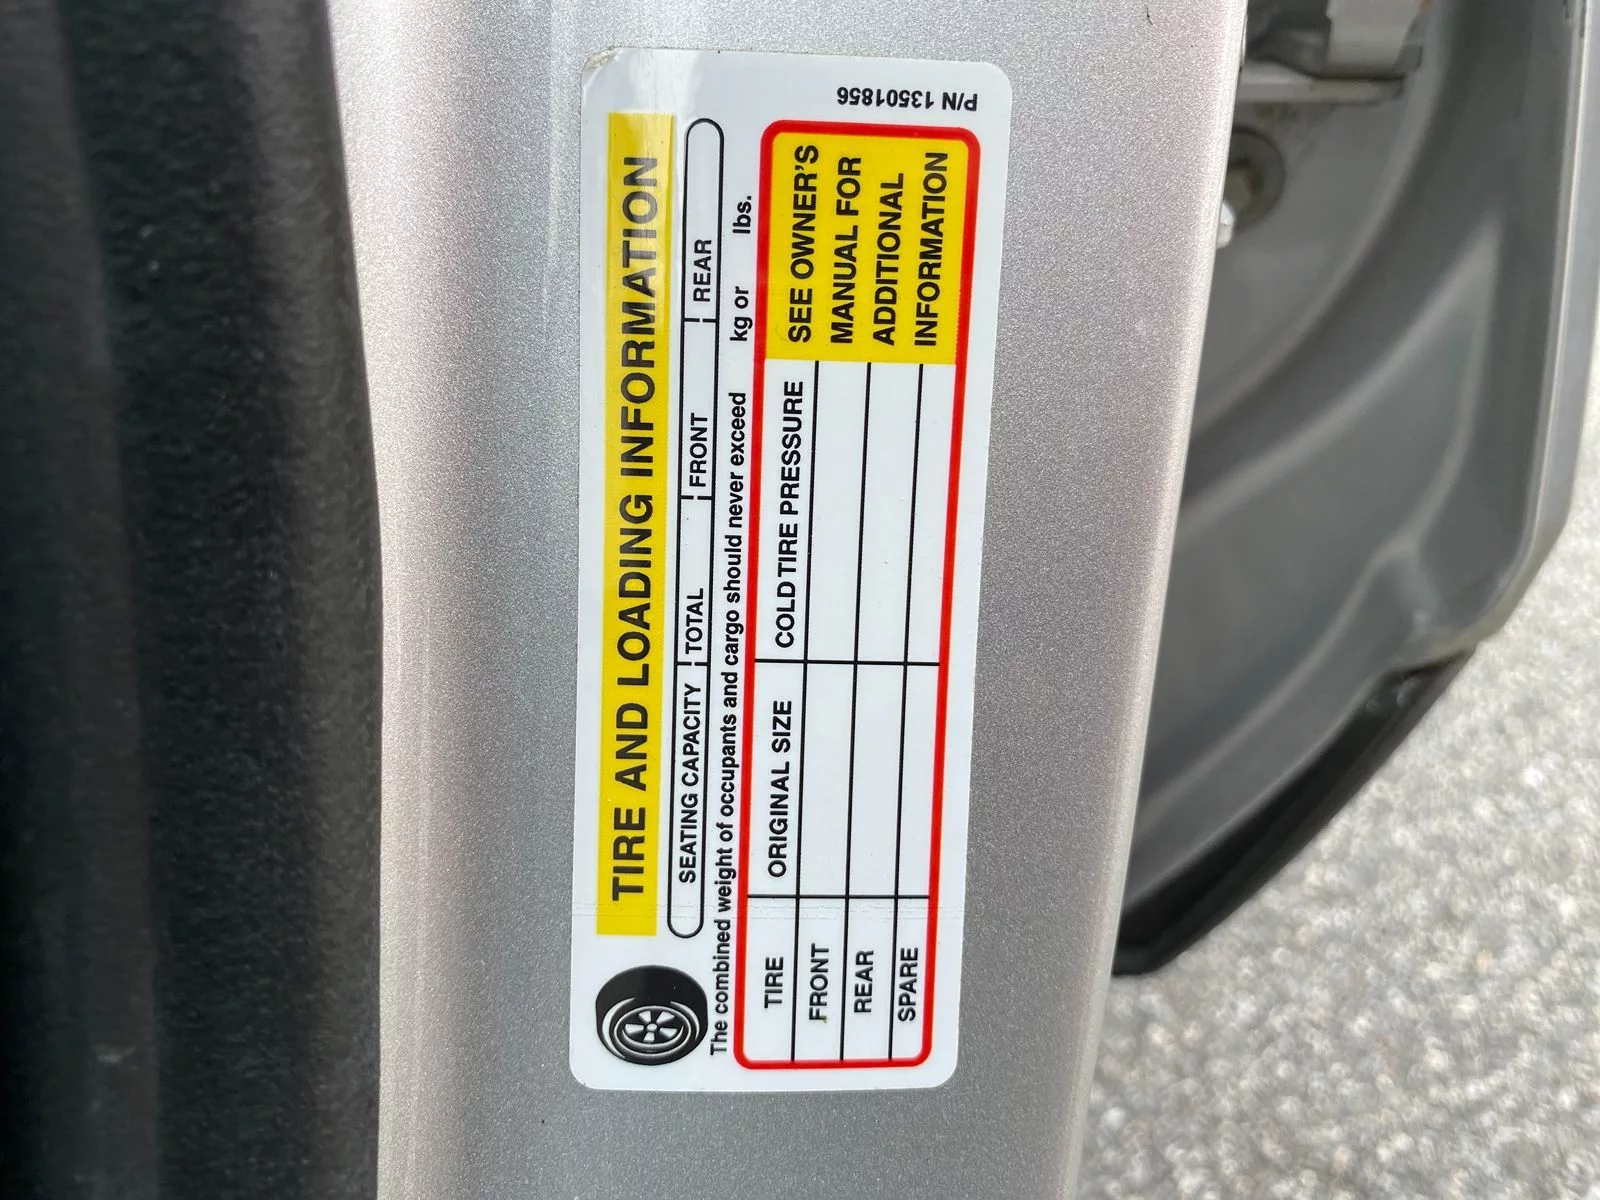 TIRE AND LOADING INFORMATION
SEATING CAPACITY TOTAL FRONT REAR
The combined weight of occupants and cargo should never exceed kg or lbs.
TIRE ORIGINAL SIZE COLD TIRE PRESSURE
FRONT
REAR
SPARE
SEE OWNER'S
MANUAL FOR
ADDITIONAL
INFORMATION
P/N 13501856